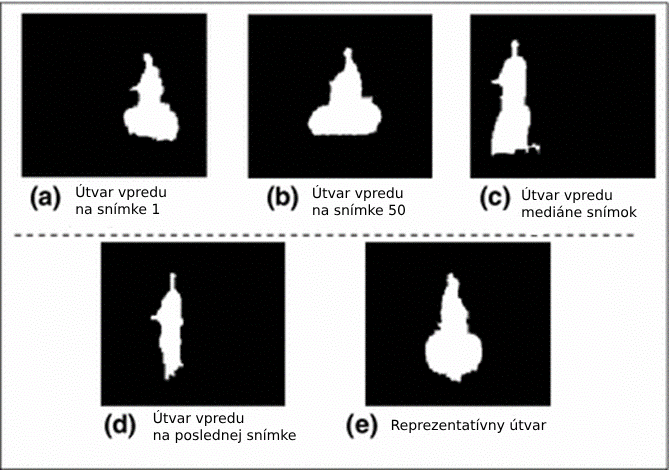 (a) Útvar vpredu
na snímke 1
(b) Útvar vpredu
na snímke 50
(c) Útvar vpredu
mediáne snímok
(d) Útvar vpredu
na poslednej snímke
(e) Reprezentatívny útvar